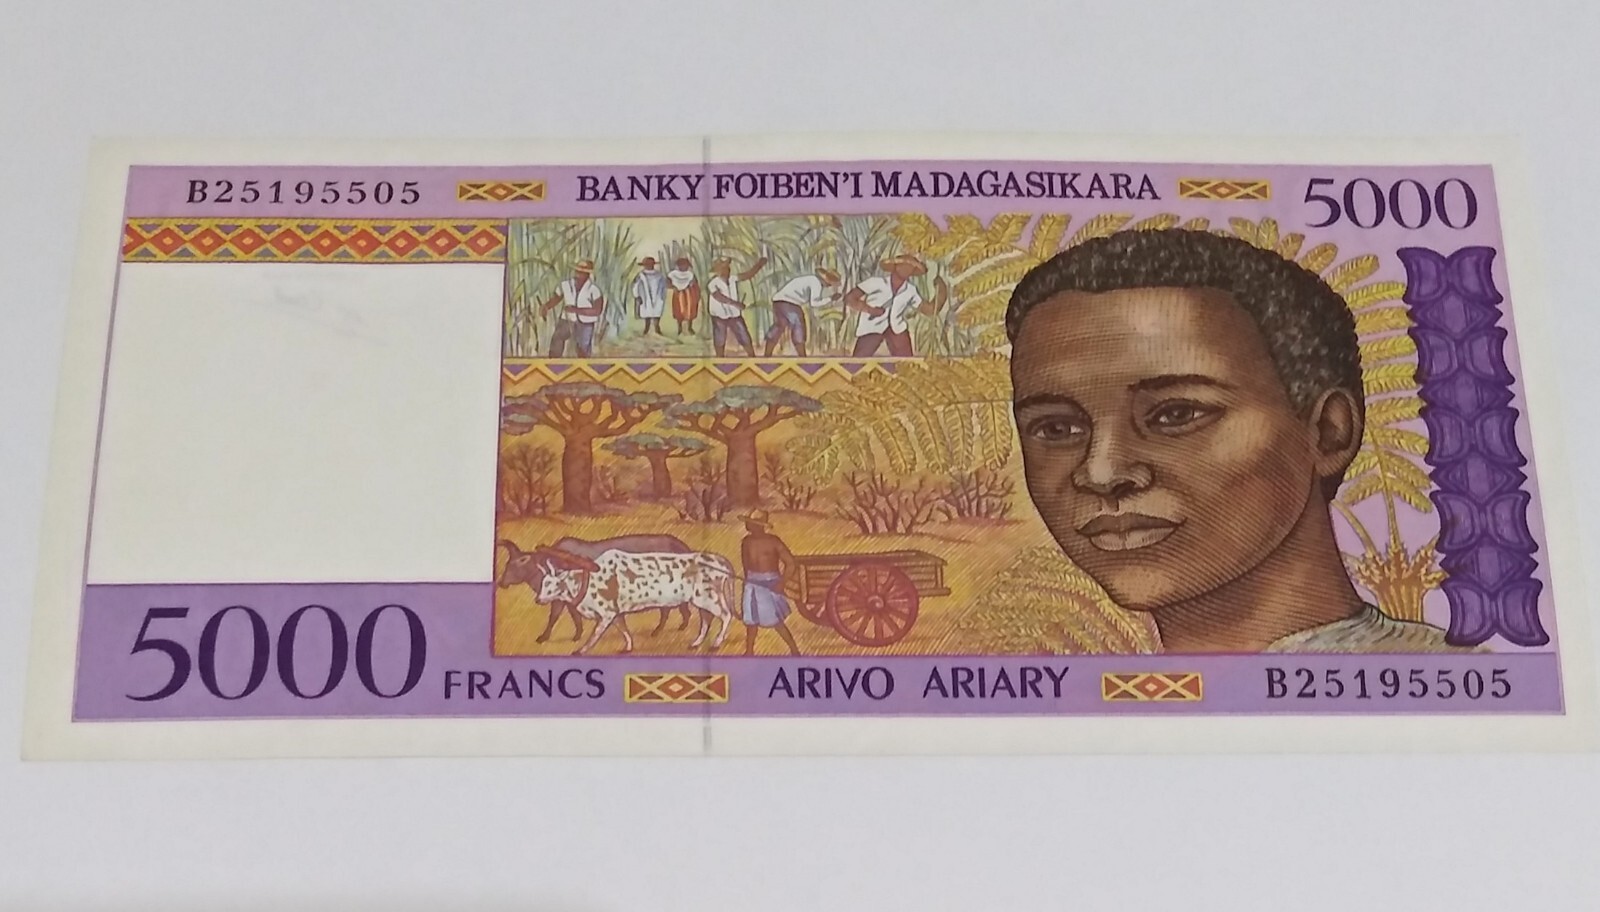 B25195505 BANKY FOIBEN'I MADAGASIKARA 5000
5000 FRANCS ARIVO ARIARY B25195505